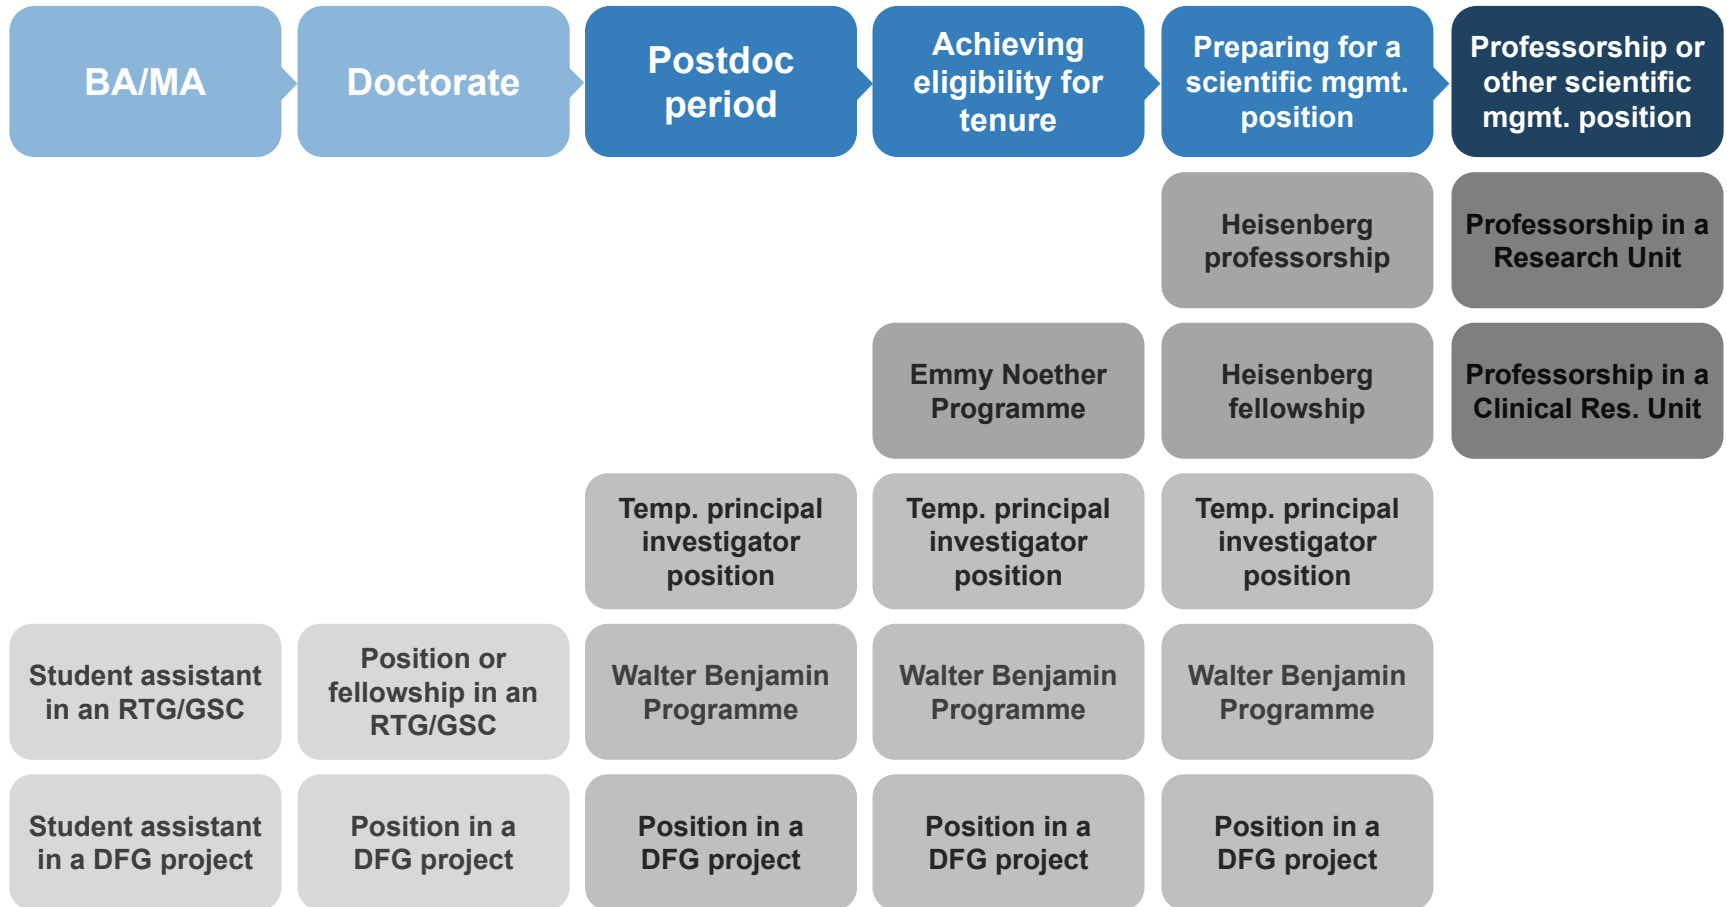 BA/MA
Doctorate
Postdoc
period
Achieving
eligibility for
tenure
Preparing for a
scientific mgmt.
position
Professorship or
other scientific
mgmt. position
Heisenberg
professorship
Professorship in a
Research Unit
Emmy Noether
Programme
Heisenberg
fellowship
Professorship in a
Clinical Res. Unit
Temp. principal
investigator
position
Temp. principal
investigator
position
Temp. principal
investigator
position
Student assistant
in an RTG/GSC
Position or
fellowship in an
RTG/GSC
Walter Benjamin
Programme
Walter Benjamin
Programme
Walter Benjamin
Programme
Student assistant
in a DFG project
Position in a
DFG project
Position in a
DFG project
Position in a
DFG project
Position in a
DFG project